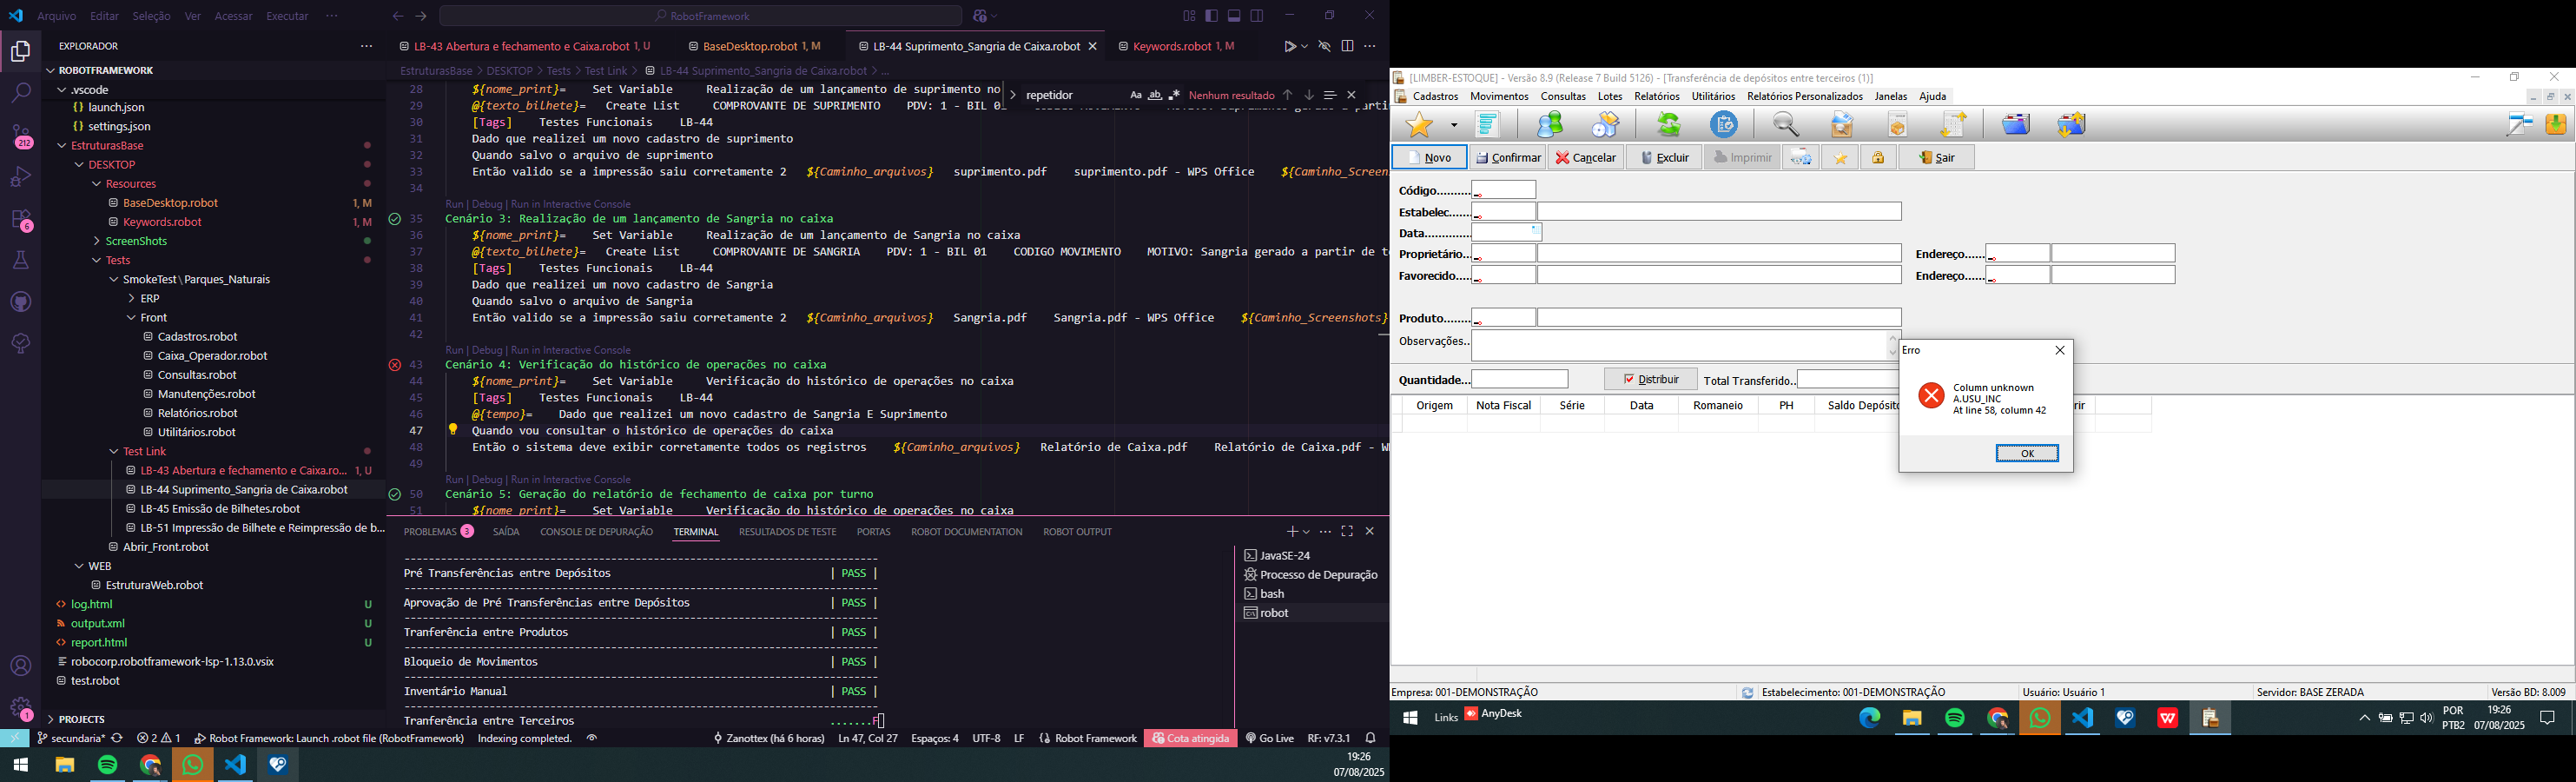 Arquivo Editar Seleção Ver Acessar Executar ···
RobotFramework
EXPLORADOR
ROBOTFRAMEWORK
.vscode
launch.json
settings.json
EstruturasBase
DESKTOP
Resources
BaseDesktop.robot 1, M
Keywords.robot 1, M
ScreenShots
Tests
SmokeTest\Parques_Naturais
ERP
Front
Cadastros.robot
Caixa_Operador.robot
Consultas.robot
Manutenções.robot
Relatórios.robot
Utilitários.robot
Test Link
LB-43 Abertura e fechamento e Caixa.ro... 1, U
LB-44 Suprimento_Sangria de Caixa.robot
LB-45 Emissão de Bilhetes.robot
LB-51 Impressão de Bilhete e Reimpressão de b...
Abrir_Front.robot
WEB
EstruturaWeb.robot
log.html U
output.xml U
report.html U
robocorp.robotframework-lsp-1.13.0.vsix
test.robot
PROJECTS
212
6
1
LB-43 Abertura e fechamento e Caixa.robot 1, U
BaseDesktop.robot 1, M
LB-44 Suprimento_Sangria de Caixa.robot
Keywords.robot 1, M
EstruturasBase > DESKTOP > Tests > Test Link > LB-44 Suprimento_Sangria de Caixa.robot > ...
repetidor Aa ab Nenhum resultado
28 ${nome_print}= Set Variable Realização de um lançamento de suprimento no
29 @{texto_bilhete}= Create List COMPROVANTE DE SUPRIMENTO PDV: 1 - BIL 01
30 [Tags] Testes Funcionais LB-44
31 Dado que realizei um novo cadastro de suprimento
32 Quando salvo o arquivo de suprimento
33 Então valido se a impressão saiu corretamente 2 ${Caminho_arquivos} suprimento.pdf suprimento.pdf - WPS Office ${Caminho_Screens
34
Run | Debug | Run in Interactive Console
35 Cenário 3: Realização de um lançamento de Sangria no caixa
36 ${nome_print}= Set Variable Realização de um lançamento de Sangria no caixa
37 @{texto_bilhete}= Create List COMPROVANTE DE SANGRIA PDV: 1 - BIL 01 CODIGO MOVIMENTO MOTIVO: Sangria gerado a partir de te
38 [Tags] Testes Funcionais LB-44
39 Dado que realizei um novo cadastro de Sangria
40 Quando salvo o arquivo de Sangria
41 Então valido se a impressão saiu corretamente 2 ${Caminho_arquivos} Sangria.pdf Sangria.pdf - WPS Office ${Caminho_Screenshots}
42
Run | Debug | Run in Interactive Console
43 Cenário 4: Verificação do histórico de operações no caixa
44 ${nome_print}= Set Variable Verificação do histórico de operações no caixa
45 [Tags] Testes Funcionais LB-44
46 @{tempo}= Dado que realizei um novo cadastro de Sangria E Suprimento
47 Quando vou consultar o histórico de operações do caixa
48 Então o sistema deve exibir corretamente todos os registros ${Caminho_arquivos} Relatório de Caixa.pdf Relatório de Caixa.pdf - W
49
Run | Debug | Run in Interactive Console
50 Cenário 5: Geração do relatório de fechamento de caixa por turno
51 ${nome_print}= Set Variable Verificação do histórico de operações no caixa
PROBLEMAS 3 SAÍDA CONSOLE DE DEPURAÇÃO TERMINAL RESULTADOS DE TESTE PORTAS ROBOT DOCUMENTATION ROBOT OUTPUT
------------------------------------------------------------------------
Pré Transferências entre Depósitos | PASS |
------------------------------------------------------------------------
Aprovação de Pré Transferências entre Depósitos | PASS |
------------------------------------------------------------------------
Tranferência entre Produtos | PASS |
------------------------------------------------------------------------
Bloqueio de Movimentos | PASS |
------------------------------------------------------------------------
Inventário Manual | PASS |
------------------------------------------------------------------------
Tranferência entre Terceiros .......F
JavaSE-24
Processo de Depuração
bash
robot
secundaria* 2 1 Robot Framework: Launch .robot file (RobotFramework) Indexing completed. Zanottex (há 6 horas) Ln 47, Col 27 Espaços: 4 UTF-8 LF Robot Framework Cota atingida Go Live RF: v7.3.1
19:26
07/08/2025
[LIMBER-ESTOQUE] - Versão 8.9 (Release 7 Build 5126) - [Transferência de depósitos entre terceiros (1)]
Cadastros Movimentos Consultas Lotes Relatórios Utilitários Relatórios Personalizados Janelas Ajuda
Novo Confirmar Cancelar Excluir Imprimir Sair
Código..........
Estabelec.......
Data..............
Proprietário... Endereço......
Favorecido..... Endereço......
Produto........
Observações..
Quantidade... Distribuir Total Transferido..
Origem Nota Fiscal Série Data Romaneio PH Saldo Depósito rir
Erro
Column unknown
A.USU_INC
At line 58, column 42
OK
Empresa: 001-DEMONSTRAÇÃO Estabelecimento: 001-DEMONSTRAÇÃO Usuário: Usuário 1 Servidor: BASE ZERADA Versão BD: 8.009
Links AnyDesk
POR
PTB2
19:26
07/08/2025